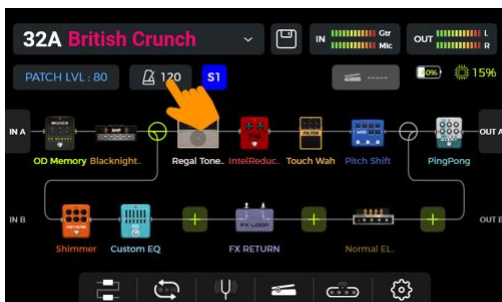 32A British Crunch
IN
Gtr
Mic
OUT
L
R
PATCH LVL : 80
120
S1
-----
15%
IN A
OUT A
OD Memory
Blacknight..
Regal Tone..
IntelReduc..
Touch Wah
Pitch Shift
PingPong
IN B
OUT B
FX LOOP
Shimmer
Custom EQ
FX RETURN
Normal EL..